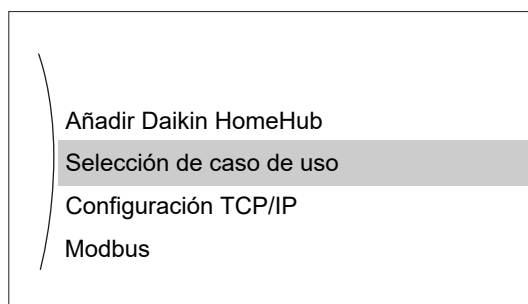 Añadir Daikin HomeHub
Selección de caso de uso
Configuración TCP/IP
Modbus